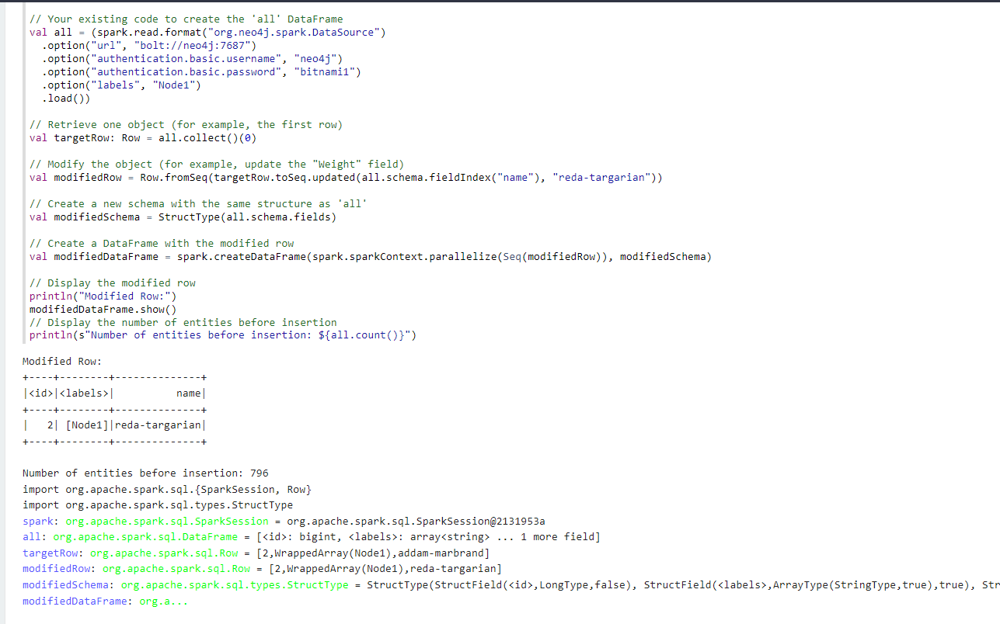 // Your existing code to create the 'all' DataFrame
val all = (spark.read.format("org.neo4j.spark.DataSource")
  .option("url", "bolt://neo4j:7687")
  .option("authentication.basic.username", "neo4j")
  .option("authentication.basic.password", "bitnami1")
  .option("labels", "Node1")
  .load())

// Retrieve one object (for example, the first row)
val targetRow: Row = all.collect()(0)

// Modify the object (for example, update the "Weight" field)
val modifiedRow = Row.fromSeq(targetRow.toSeq.updated(all.schema.fieldIndex("name"), "reda-targarian"))

// Create a new schema with the same structure as 'all'
val modifiedSchema = StructType(all.schema.fields)

// Create a DataFrame with the modified row
val modifiedDataFrame = spark.createDataFrame(spark.sparkContext.parallelize(Seq(modifiedRow)), modifiedSchema)

// Display the modified row
println("Modified Row:")
modifiedDataFrame.show()
// Display the number of entities before insertion
println(s"Number of entities before insertion: ${all.count()}")

Modified Row:
+----+--------+--------------+
|<id>|<labels>|          name|
+----+--------+--------------+
|   2| [Node1]|reda-targarian|
+----+--------+--------------+

Number of entities before insertion: 796
import org.apache.spark.sql.{SparkSession, Row}
import org.apache.spark.sql.types.StructType
spark: org.apache.spark.sql.SparkSession = org.apache.spark.sql.SparkSession@2131953a
all: org.apache.spark.sql.DataFrame = [<id>: bigint, <labels>: array<string> ... 1 more field]
targetRow: org.apache.spark.sql.Row = [2,WrappedArray(Node1),addam-marbrand]
modifiedRow: org.apache.spark.sql.Row = [2,WrappedArray(Node1),reda-targarian]
modifiedSchema: org.apache.spark.sql.types.StructType = StructType(StructField(<id>,LongType,false), StructField(<labels>,ArrayType(StringType,true),true), Str
modifiedDataFrame: org.a...